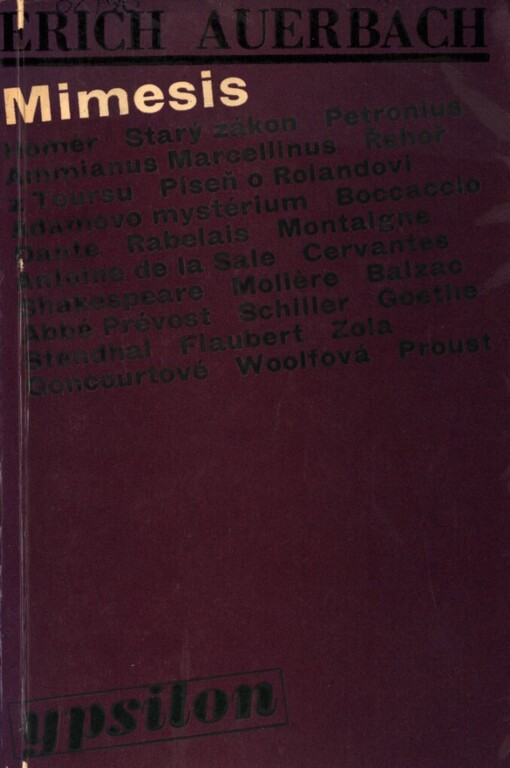 ERICH AUERBACH
Mimesis
Homér Starý zákon Petronius
Ammianus Marcellinus Řehoř
z Toursu Píseň o Rolandovi
Adamovo mystérium Boccaccio
Dante Rabelais Montaigne
Antoine de la Sale Cervantes
Shakespeare Molière Balzac
Abbé Prévost Schiller Goethe
Stendhal Flaubert Zola
Goncourtové Woolfová Proust
ypsilon